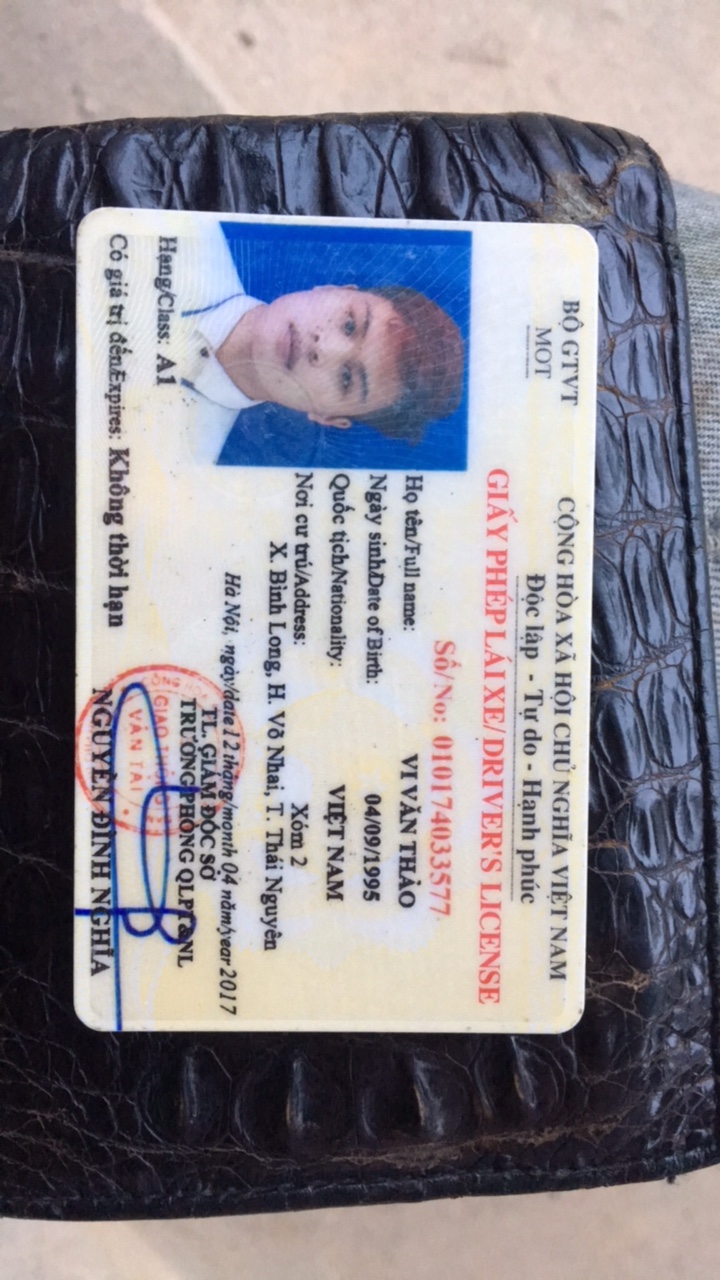 BỘ GTVT
MOT
CỘNG HÒA XÃ HỘI CHỦ NGHĨA VIỆT NAM
Độc lập - Tự do - Hạnh phúc
GIẤY PHÉP LÁI XE/DRIVER'S LICENSE
Số/No: 010174033577
Họ tên/Full name: VI VĂN THẢO
Ngày sinh/Date of Birth: 04/09/1995
Quốc tịch/Nationality: VIỆT NAM
Nơi cư trú/Address: Xóm 2
X. Bình Long, H. Võ Nhai, T. Thái Nguyên
Hà Nội, ngày/date 12 tháng/month 04 năm/year 2017
TL. GIÁM ĐỐC SỞ
TRƯỞNG PHÒNG QLPT&NL
GIAO THÔNG
VẬN TẢI
NGUYỄN ĐÌNH NGHĨA
Hạng/Class: A1
Có giá trị đến/Expires: Không thời hạn